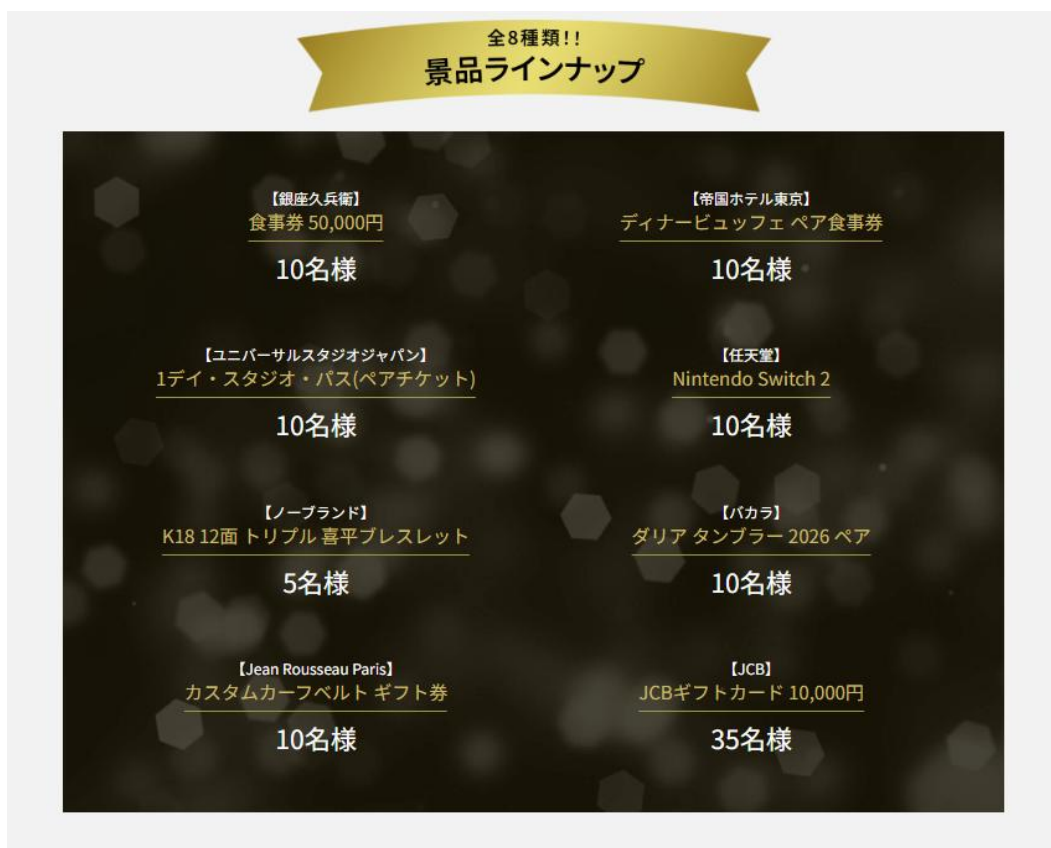 全8種類!!
景品ラインナップ
【銀座久兵衛】
食事券 50,000円
10名様
【帝国ホテル東京】
ディナービュッフェ ペア食事券
10名様
【ユニバーサルスタジオジャパン】
1デイ・スタジオ・パス(ペアチケット)
10名様
【任天堂】
Nintendo Switch 2
10名様
【ノーブランド】
K18 12面 トリプル 喜平ブレスレット
5名様
【バカラ】
ダリア タンブラー 2026 ペア
10名様
【Jean Rousseau Paris】
カスタムカーフベルト ギフト券
10名様
【JCB】
JCBギフトカード 10,000円
35名様